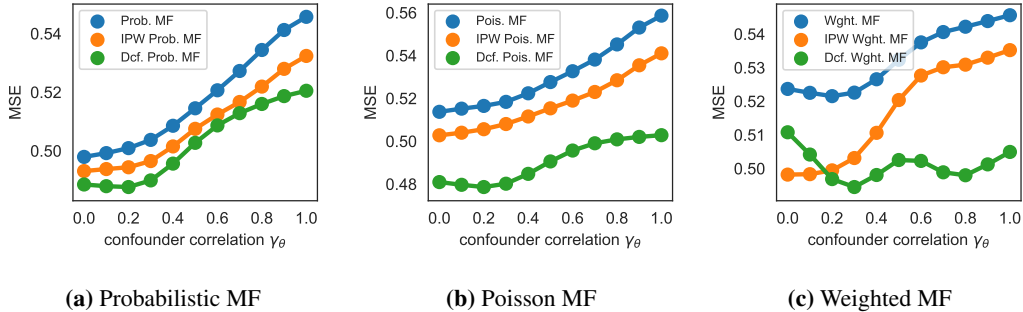 Prob. MF
IPW Prob. MF
Dcf. Prob. MF
MSE
0.54
0.52
0.50
0.0 0.2 0.4 0.6 0.8 1.0
confounder correlation γθ
(a) Probabilistic MF
Pois. MF
IPW Pois. MF
Dcf. Pois. MF
MSE
0.56
0.54
0.52
0.50
0.48
0.0 0.2 0.4 0.6 0.8 1.0
confounder correlation γθ
(b) Poisson MF
Wght. MF
IPW Wght. MF
Dcf. Wght. MF
MSE
0.54
0.53
0.52
0.51
0.50
0.0 0.2 0.4 0.6 0.8 1.0
confounder correlation γθ
(c) Weighted MF